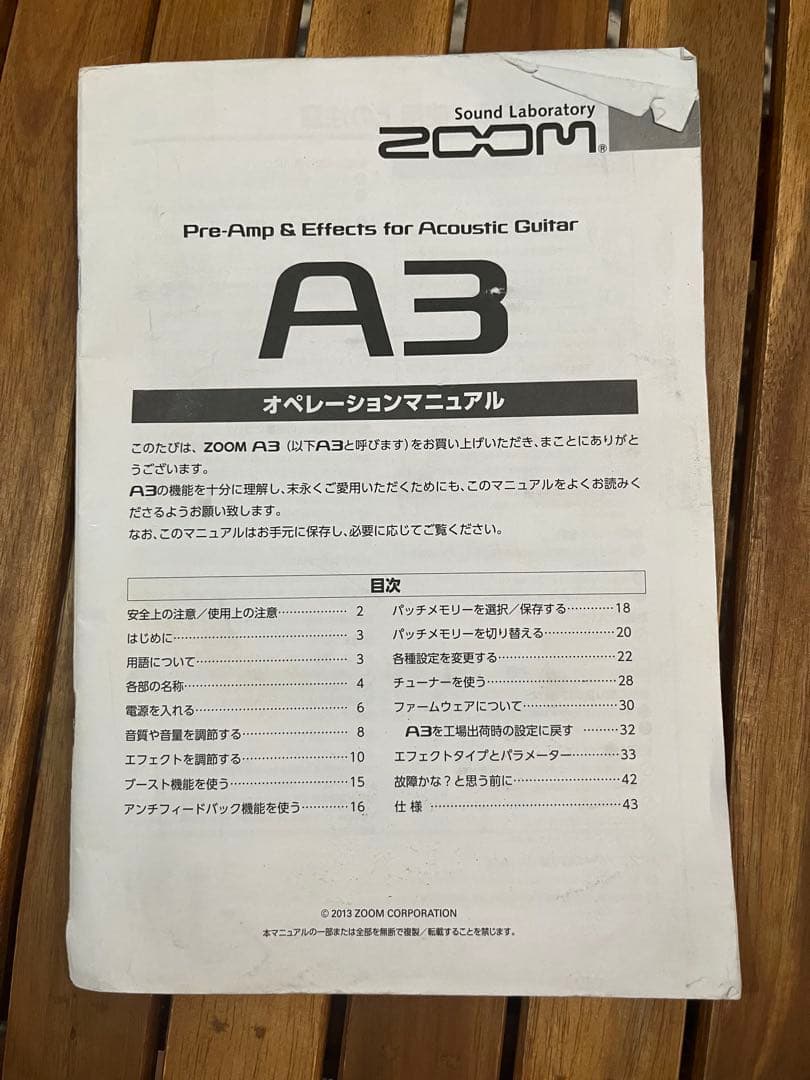 Sound Laboratory
ZOOM®
Pre-Amp & Effects for Acoustic Guitar
A3
オペレーションマニュアル
このたびは、ZOOM A3（以下A3と呼びます）をお買い上げいただき、まことにありがと
うございます。
A3の機能を十分に理解し、末永くご愛用いただくためにも、このマニュアルをよくお読みく
ださるようお願い致します。
なお、このマニュアルはお手元に保存し、必要に応じてご覧ください。
目次
安全上の注意／使用上の注意……………… 2
はじめに…………………………………… 3
用語について……………………………… 3
各部の名称………………………………… 4
電源を入れる……………………………… 6
音質や音量を調節する…………………… 8
エフェクトを調節する……………………10
ブースト機能を使う………………………15
アンチフィードバック機能を使う…………16
パッチメモリーを選択／保存する…………18
パッチメモリーを切り替える………………20
各種設定を変更する………………………22
チューナーを使う…………………………28
ファームウェアについて……………………30
A3を工場出荷時の設定に戻す ………32
エフェクトタイプとパラメーター…………33
故障かな？と思う前に……………………42
仕 様 ……………………………………43
© 2013 ZOOM CORPORATION
本マニュアルの一部または全部を無断で複製／転載することを禁じます。